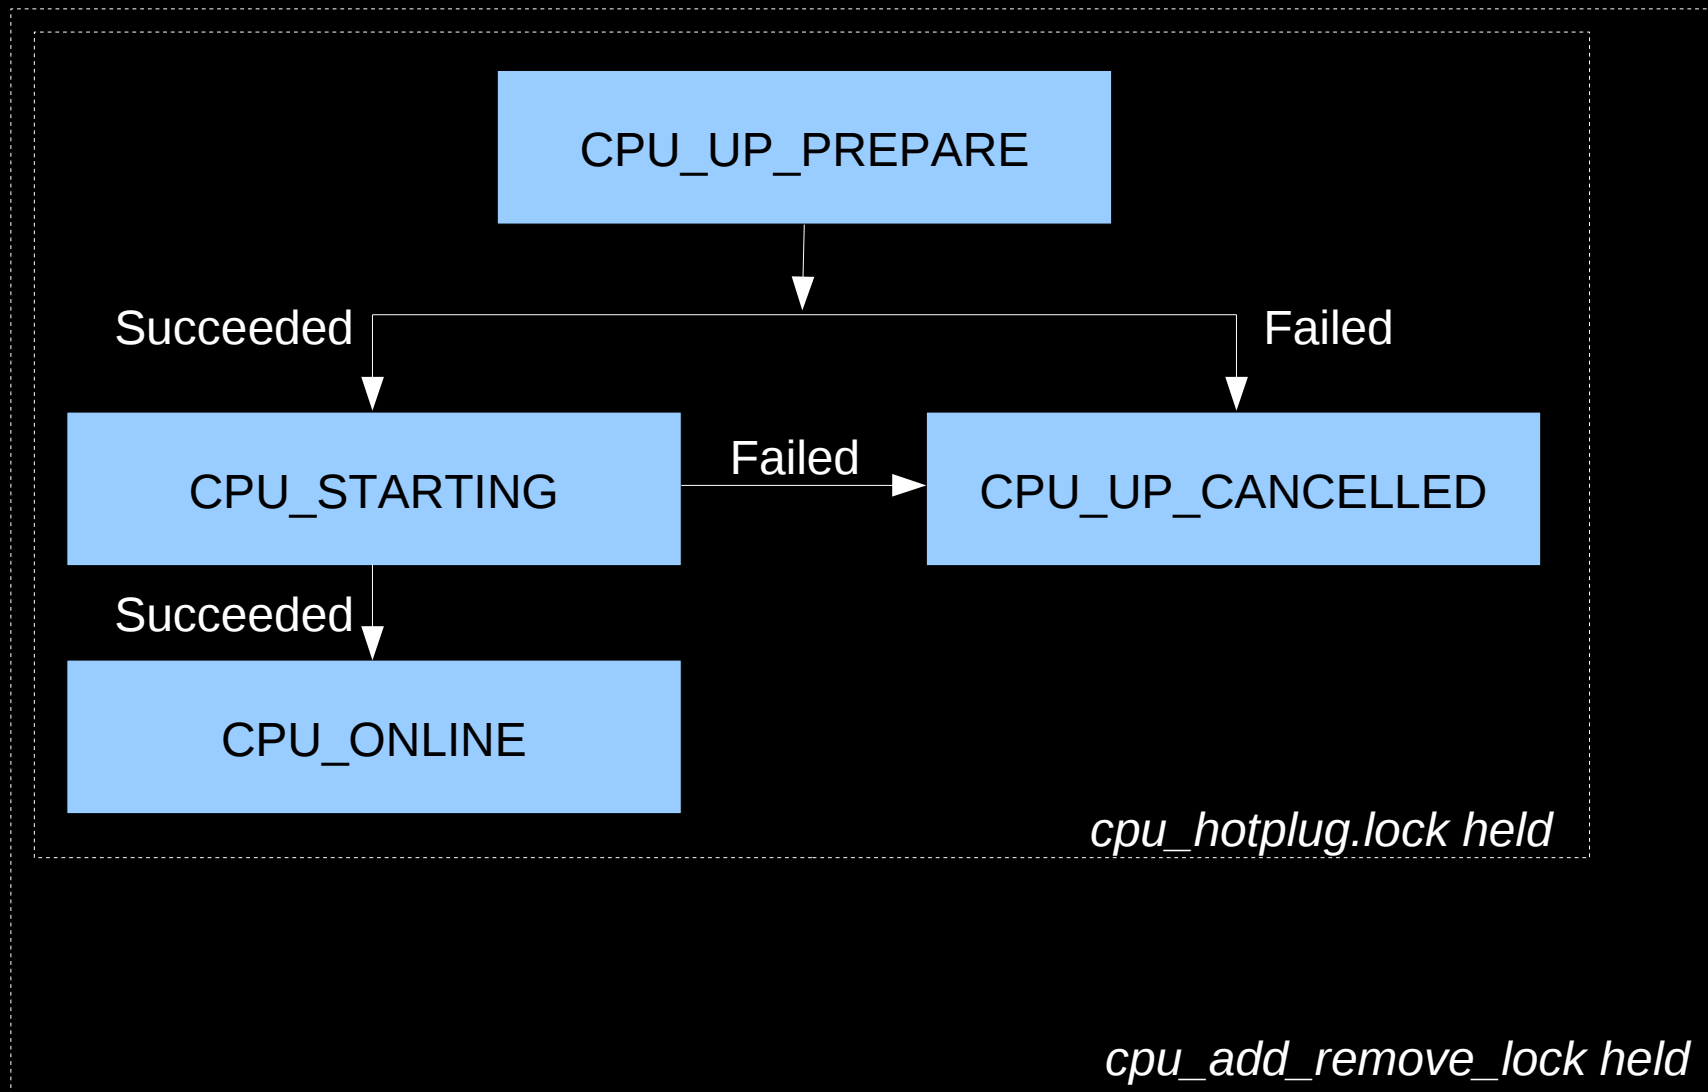 CPU_UP_PREPARE
Succeeded
Failed
CPU_STARTING
Failed
CPU_UP_CANCELLED
Succeeded
CPU_ONLINE
cpu_hotplug.lock held
cpu_add_remove_lock held